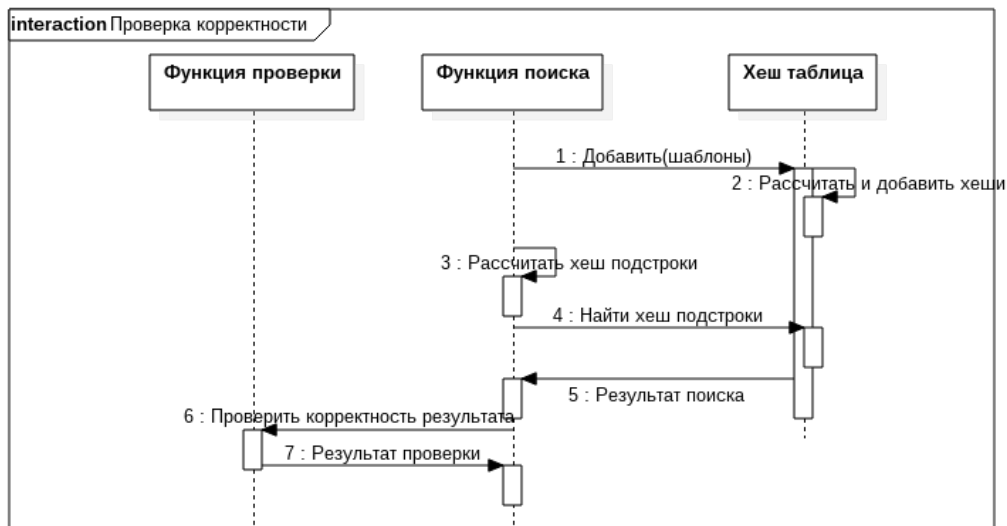 interaction Проверка корректности
Функция проверки
Функция поиска
Хеш таблица
1 : Добавить(шаблоны)
2 : Рассчитать и добавить хеши
3 : Рассчитать хеш подстроки
4 : Найти хеш подстроки
5 : Результат поиска
6 : Проверить корректность результата
7 : Результат проверки